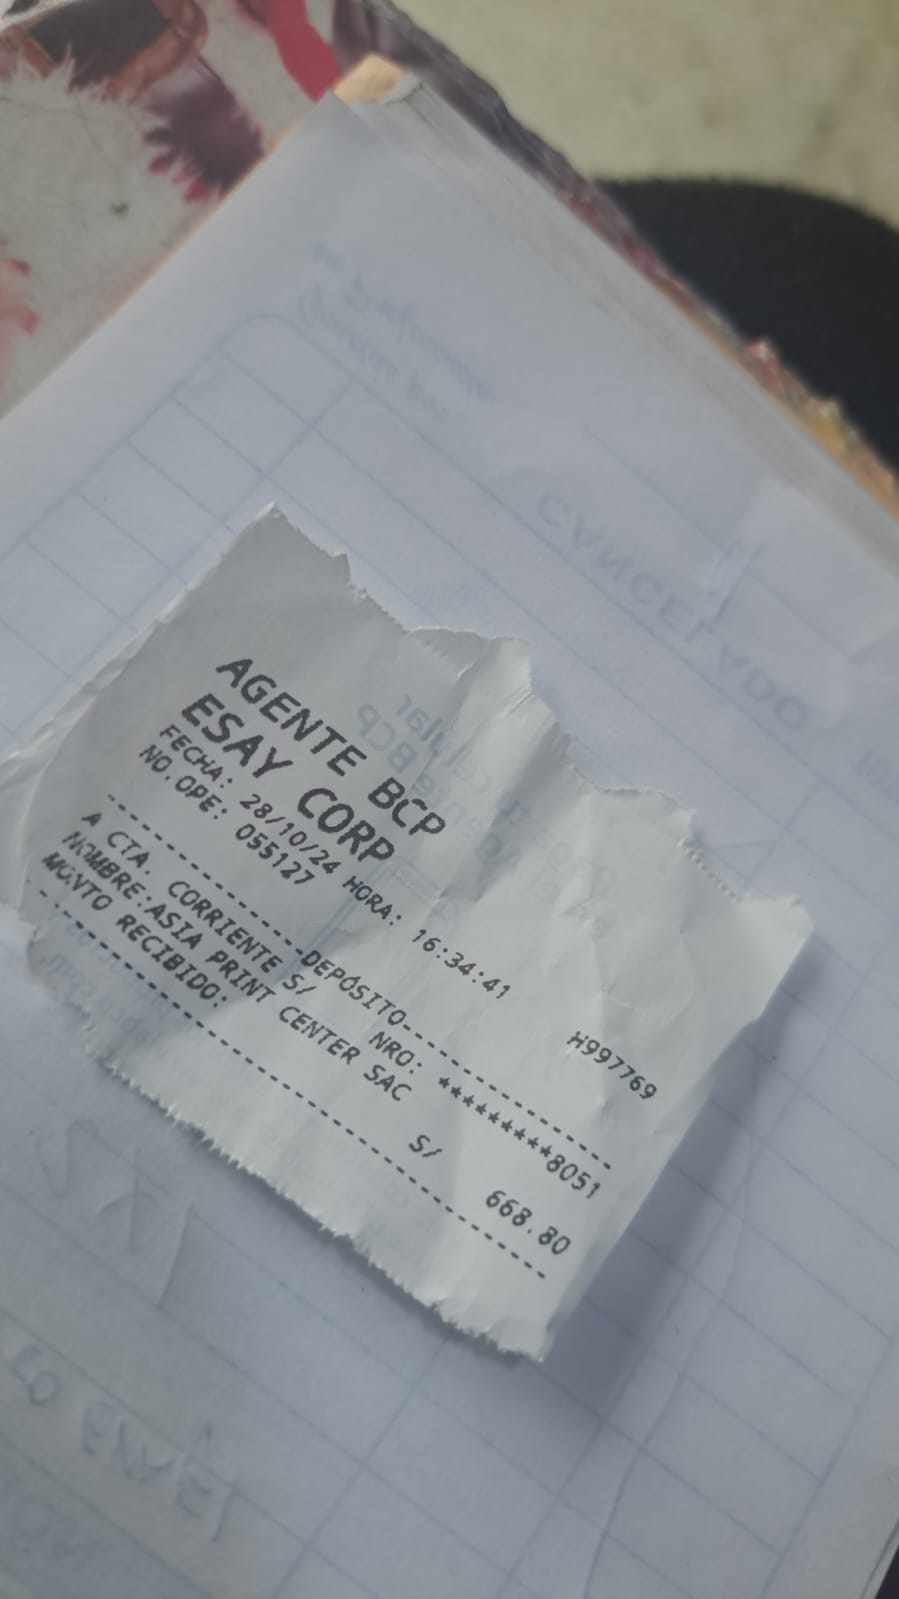 AGENTE BCP
ESAY CORP
FECHA: 28/10/24 HORA: 16:34:41
NO.OPE: 055127 H997769
-----------------DEPÓSITO-----------------
A CTA. CORRIENTE S/ NRO: *********8051
NOMBRE:ASIA PRINT CENTER SAC
MONTO RECIBIDO: S/ 668.80
CANCELADO